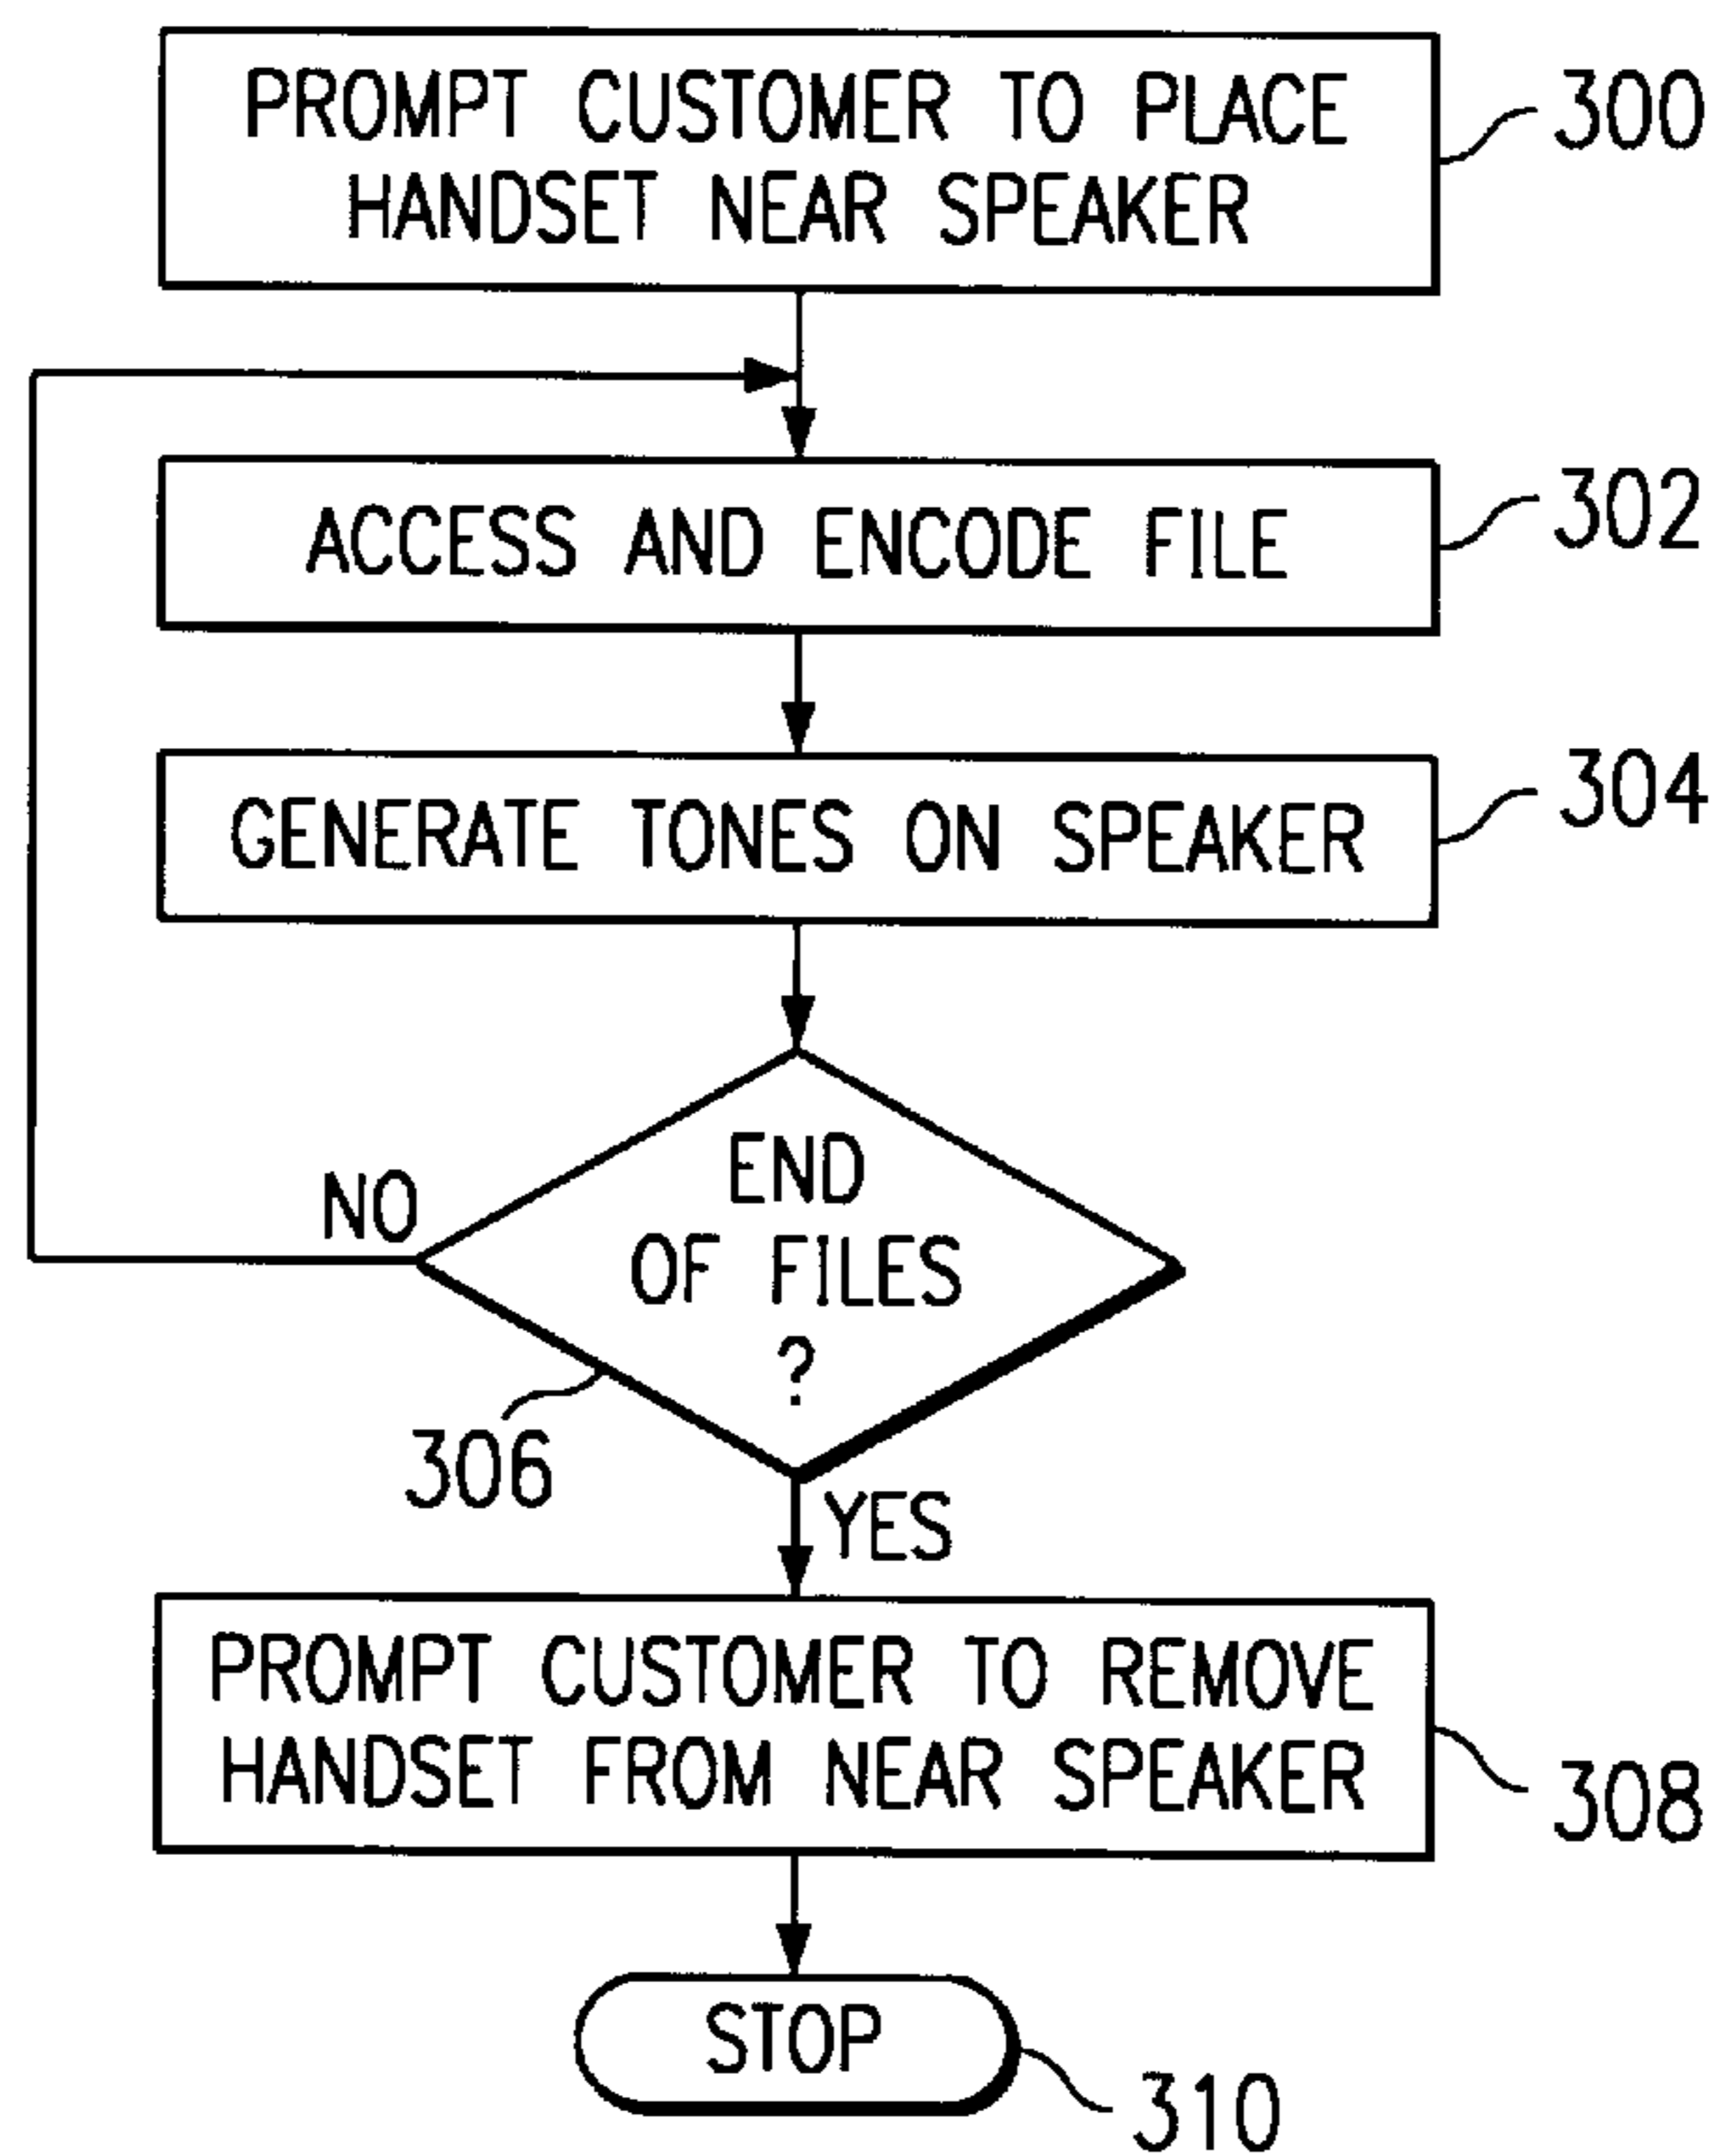 PROMPT CUSTOMER TO PLACE
HANDSET NEAR SPEAKER
300
ACCESS AND ENCODE FILE
302
GENERATE TONES ON SPEAKER
304
END
OF FILES
?
NO
306
YES
PROMPT CUSTOMER TO REMOVE
HANDSET FROM NEAR SPEAKER
308
STOP
310